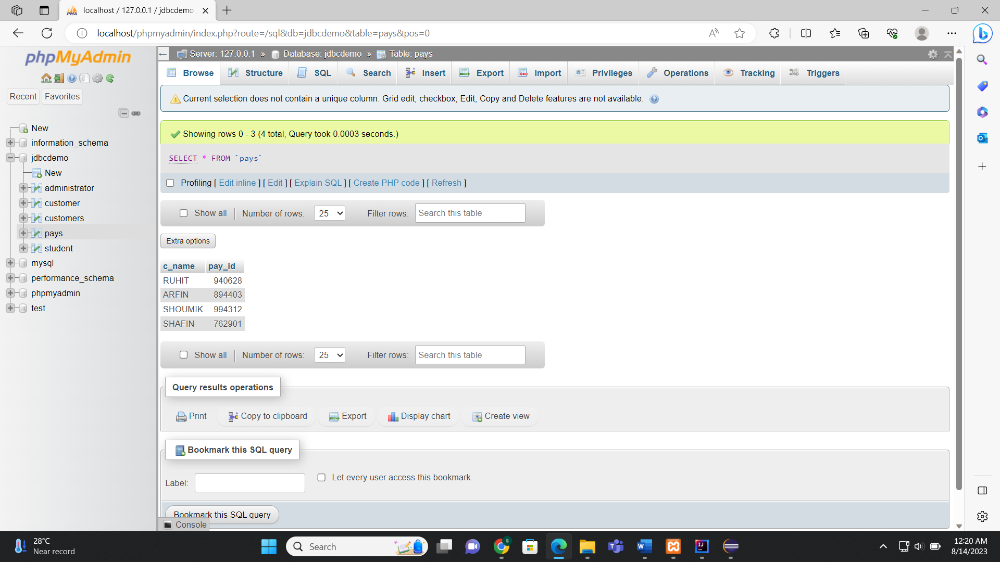 localhost / 127.0.0.1 / jdbcdemo
localhost/phpmyadmin/index.php?route=/sql&db=jdbcdemo&table=pays&pos=0
phpMyAdmin
Recent Favorites
New
information_schema
jdbcdemo
New
administrator
customer
customers
pays
student
mysql
performance_schema
phpmyadmin
test
Server: 127.0.0.1 » Database: jdbcdemo » Table: pays
Browse Structure SQL Search Insert Export Import Privileges Operations Tracking Triggers
Current selection does not contain a unique column. Grid edit, checkbox, Edit, Copy and Delete features are not available.
Showing rows 0 - 3 (4 total, Query took 0.0003 seconds.)
SELECT * FROM `pays`
Profiling [ Edit inline ] [ Edit ] [ Explain SQL ] [ Create PHP code ] [ Refresh ]
Show all Number of rows: 25 Filter rows: Search this table
Extra options
c_name pay_id
RUHIT 940628
ARFIN 894403
SHOUMIK 994312
SHAFIN 762901
Show all Number of rows: 25 Filter rows: Search this table
Query results operations
Print Copy to clipboard Export Display chart Create view
Bookmark this SQL query
Label: Let every user access this bookmark
Bookmark this SQL query
Console
28°C
Near record
Search
12:20 AM
8/14/2023